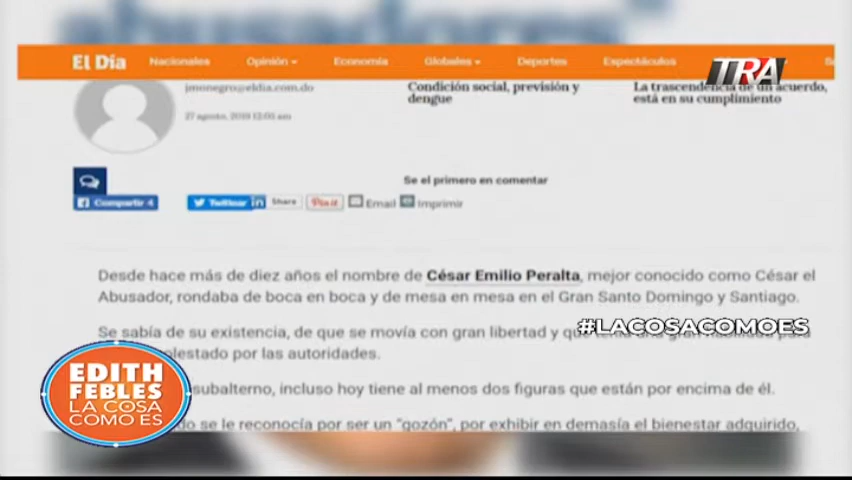 abusadores"
El Día Nacionales Opinión Economía Globales Deportes Espectáculos
TRA
jmonegro@eldia.com.do
27 agosto, 2019 12:05 am
Condición social, previsión y
dengue
La trascendencia de un acuerdo,
está en su cumplimiento
Se el primero en comentar
Compartir 4 Twittear in Share Pin it Email Imprimir
Desde hace más de diez años el nombre de César Emilio Peralta, mejor conocido como César el
Abusador, rondaba de boca en boca y de mesa en mesa en el Gran Santo Domingo y Santiago.
Se sabía de su existencia, de que se movía con gran libertad y que
#LACOSACOMOES
por las autoridades.
subalterno, incluso hoy tiene al menos dos figuras que están por encima de él.
se le reconocía por ser un "gozón", por exhibir en demasía el bienestar adquirido,
EDITH
FEBLES
LA COSA
COMO ES